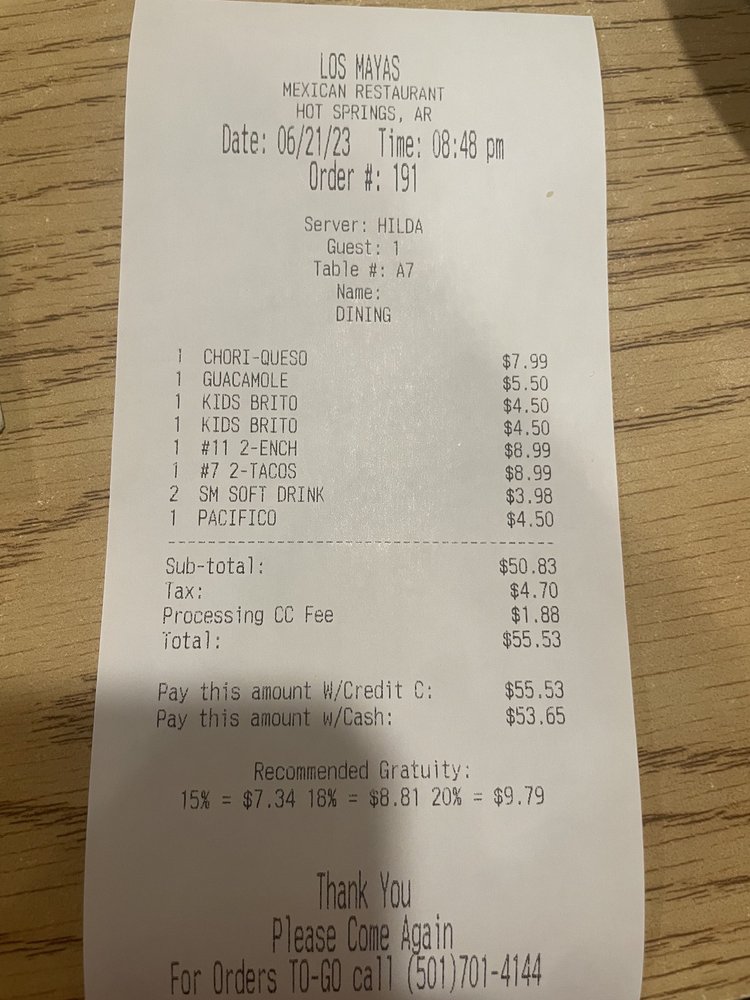 LOS MAYAS
MEXICAN RESTAURANT
HOT SPRINGS, AR
Date: 06/21/23 Time: 08:48 pm
Order #: 191
Server: HILDA
Guest: 1
Table #: A7
Name:
DINING
1 CHORI-QUESO $7.99
1 GUACAMOLE $5.50
1 KIDS BRITO $4.50
1 KIDS BRITO $4.50
1 #11 2-ENCH $8.99
1 #7 2-TACOS $8.99
2 SM SOFT DRINK $3.98
1 PACIFICO $4.50
Sub-total: $50.83
Tax: $4.70
Processing CC Fee $1.88
Total: $55.53
Pay this amount W/Credit C: $55.53
Pay this amount w/Cash: $53.65
Recommended Gratuity:
15% = $7.34 18% = $8.81 20% = $9.79
Thank You
Please Come Again
For Orders TO-GO call (501)701-4144